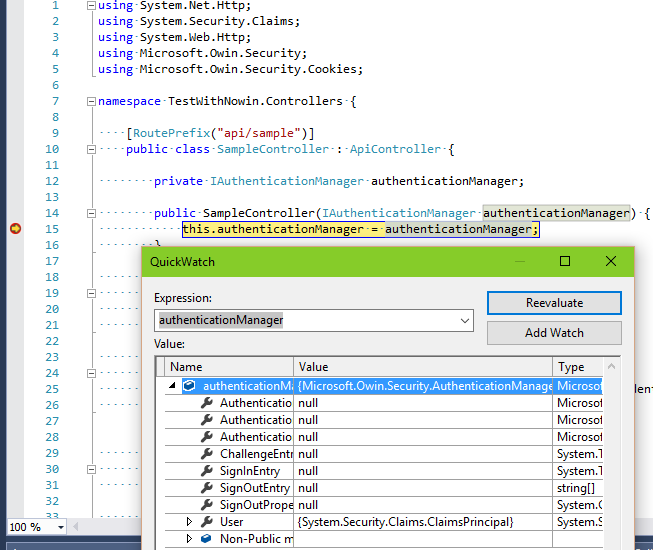 1 using System.Net.Http;
2 using System.Security.Claims;
3 using System.Web.Http;
4 using Microsoft.Owin.Security;
5 using Microsoft.Owin.Security.Cookies;
6
7 namespace TestWithNowin.Controllers {
8
9 [RoutePrefix("api/sample")]
10 public class SampleController : ApiController {
11
12 private IAuthenticationManager authenticationManager;
13
14 public SampleController(IAuthenticationManager authenticationManager) {
15 this.authenticationManager = authenticationManager;
16 }
17
18
19
20
21
22
23
24
25
26
27
28
29
30
31
32
33
100 %
QuickWatch
Expression:
authenticationManager
Reevaluate
Add Watch
Value:
Name Value Type
authenticationMa {Microsoft.Owin.Security.AuthenticationManage Microsof
Authentication null Microsof
Authentication null Microsof
Authentication null Microsof
ChallengeEntr null System.T
SignInEntry null System.T
SignOutEntry null string[]
SignOutPrope null System.C
User {System.Security.Claims.ClaimsPrincipal} System.S
Non-Public m